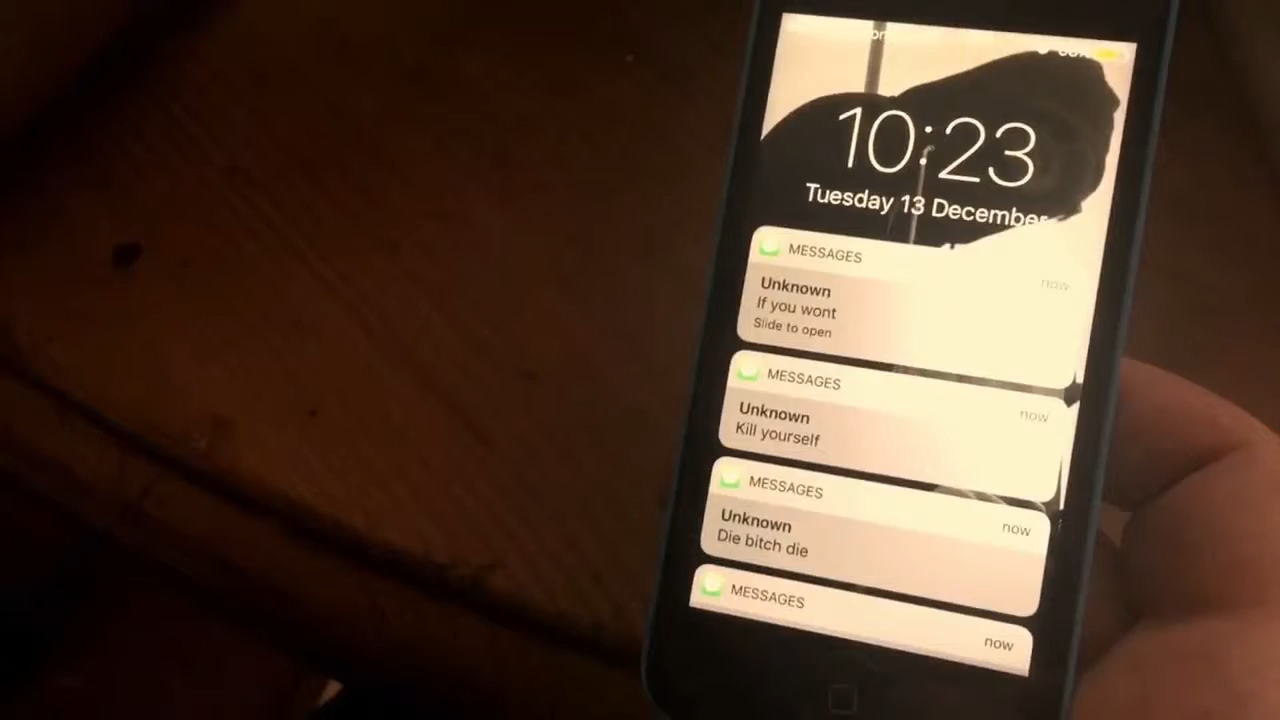 10:23
Tuesday 13 December
MESSAGES
now
Unknown
If you wont
Slide to open
MESSAGES
now
Unknown
Kill yourself
MESSAGES
now
Unknown
Die bitch die
MESSAGES
now